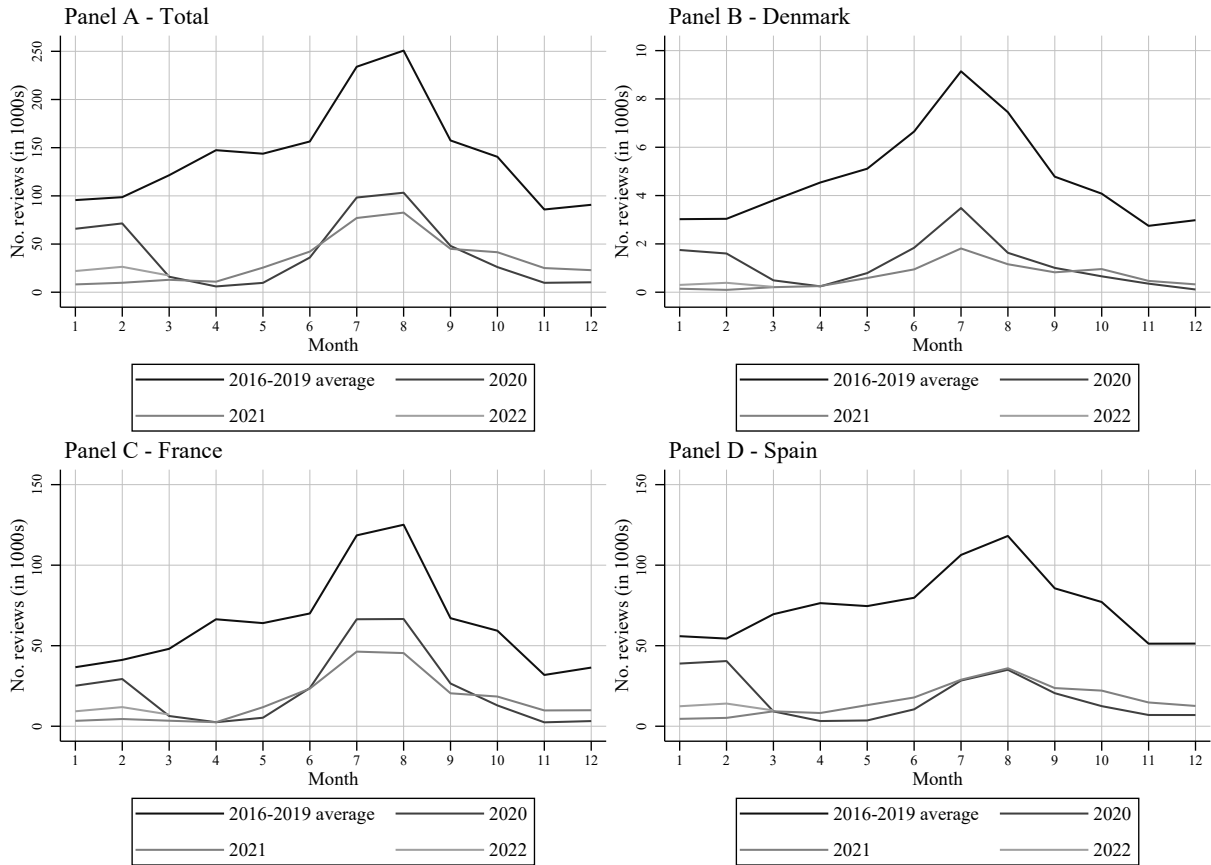 Panel A - Total
No. reviews (in 1000s)
250
200
150
100
50
0
1 2 3 4 5 6 7 8 9 10 11 12
Month
2016-2019 average 2020
2021 2022
Panel B - Denmark
No. reviews (in 1000s)
10
8
6
4
2
0
1 2 3 4 5 6 7 8 9 10 11 12
Month
2016-2019 average 2020
2021 2022
Panel C - France
No. reviews (in 1000s)
150
100
50
0
1 2 3 4 5 6 7 8 9 10 11 12
Month
2016-2019 average 2020
2021 2022
Panel D - Spain
No. reviews (in 1000s)
150
100
50
0
1 2 3 4 5 6 7 8 9 10 11 12
Month
2016-2019 average 2020
2021 2022